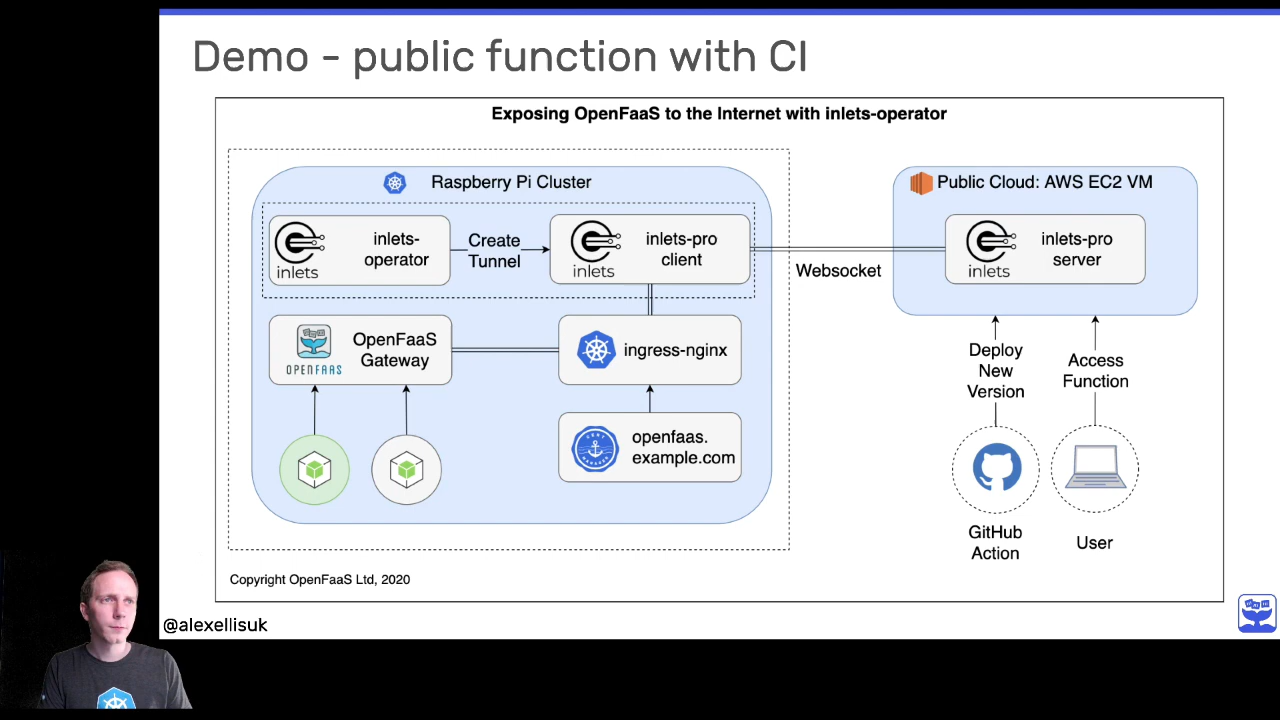 Demo - public function with CI
Exposing OpenFaaS to the Internet with inlets-operator
Raspberry Pi Cluster
Public Cloud: AWS EC2 VM
inlets
inlets-
operator
Create
Tunnel
inlets
inlets-pro
client
Websocket
inlets
inlets-pro
server
OPENFAAS
OpenFaaS
Gateway
ingress-nginx
openfaas.
example.com
Deploy
New
Version
Access
Function
GitHub
Action
User
Copyright OpenFaaS Ltd, 2020
@alexellisuk